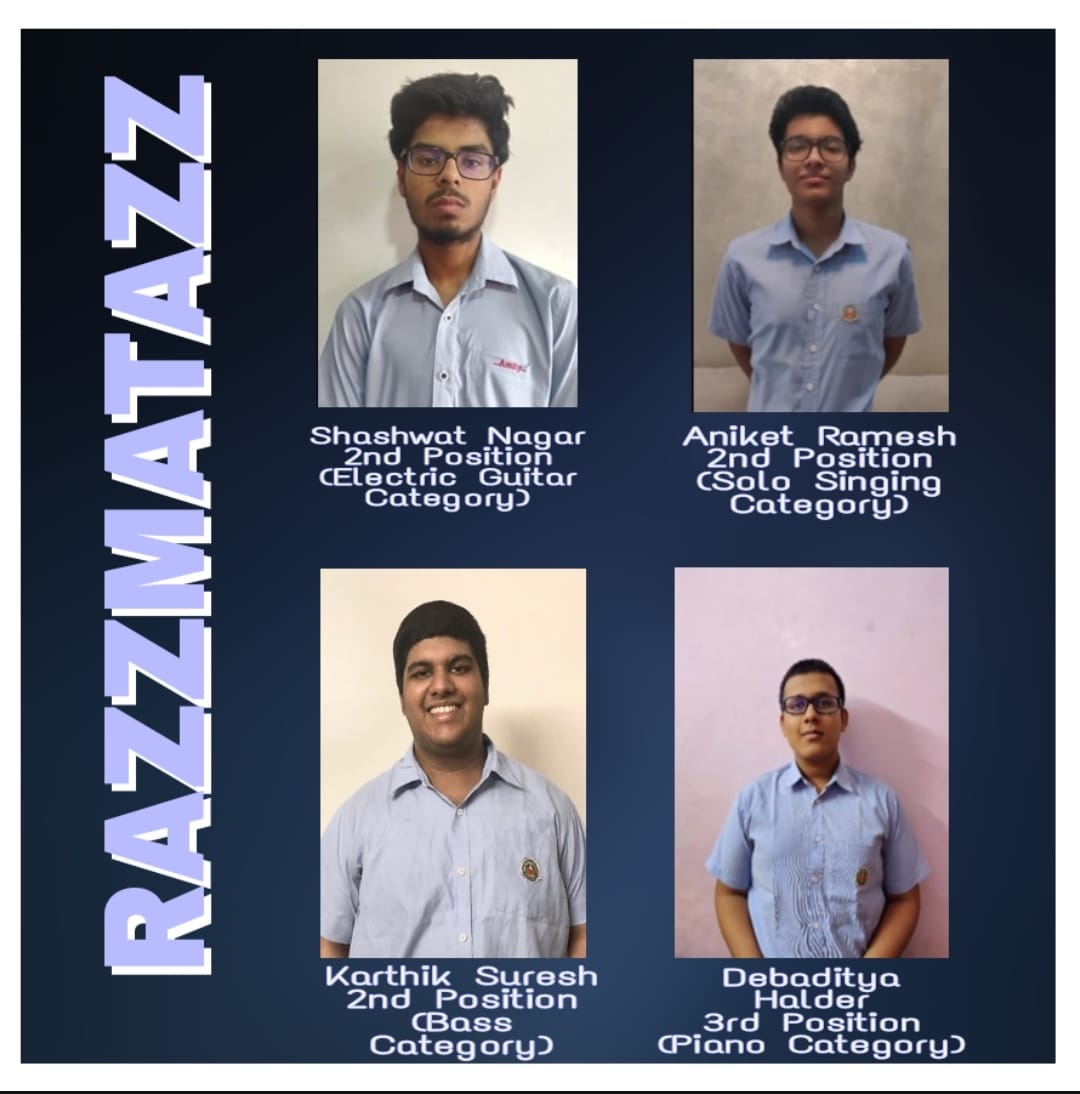 RAZZMATAZZ
Shashwat Nagar
2nd Position
(Electric Guitar
Category)
Aniket Ramesh
2nd Position
(Solo Singing
Category)
Karthik Suresh
2nd Position
(Bass
Category)
Debaditya
Halder
3rd Position
(Piano Category)